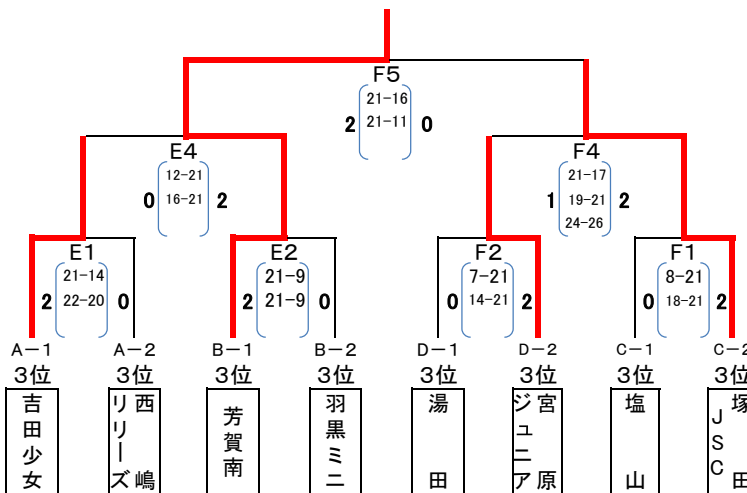 F5
21-16
2 21-11 0
E4
12-21
0 16-21 2
F4
21-17
1 19-21 2
24-26
E1
21-14
2 22-20 0
E2
21-9
2 21-9 0
F2
7-21
0 14-21 2
F1
8-21
0 18-21 2
A-1 A-2 B-1 B-2 D-1 D-2 C-1 C-2
3位 3位 3位 3位 3位 3位 3位 3位
吉田少女
西嶋
リリーズ
芳賀南
羽黒ミニ
湯田
宮原
ジュニア
塩山
塚田
JSC